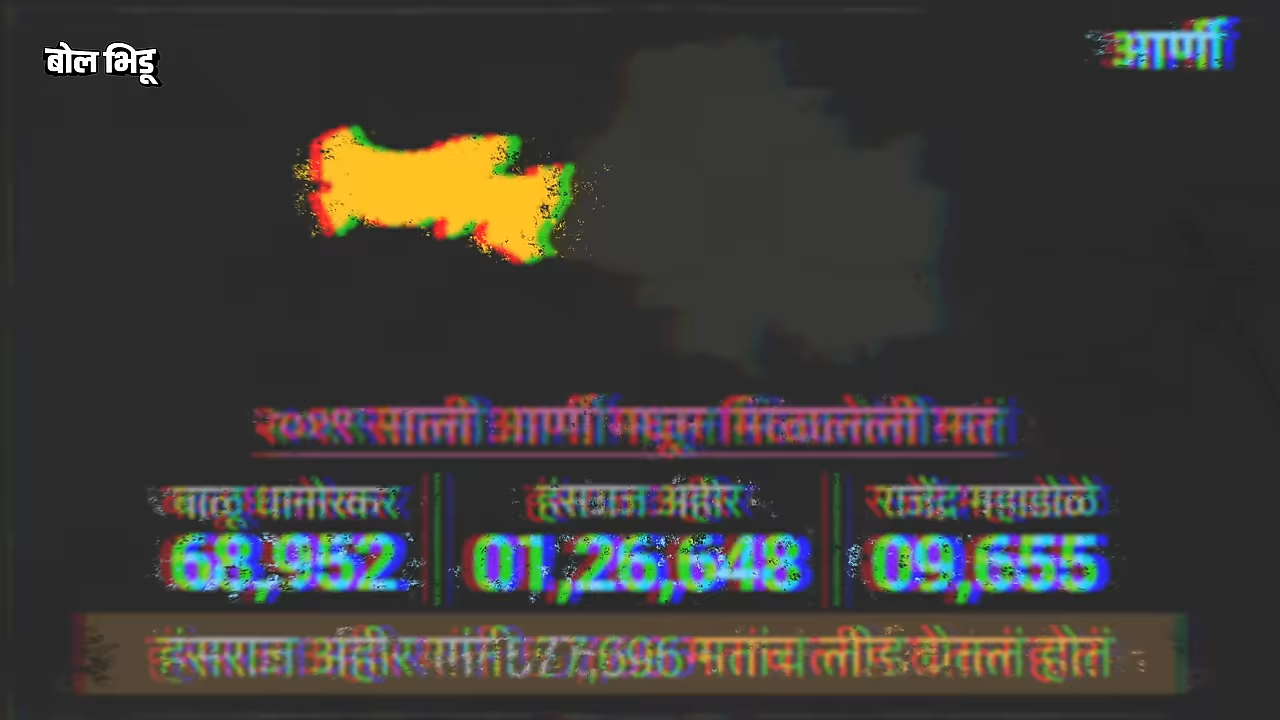 बोल भिडू
आर्णी
२०१९ साली आर्णी मधून मिळालेली मतं
बाळू धानोरकर
हंसराज अहीर
राजेंद्र महाडोळे
68,952
01,26,648
09,655
हंसराज अहीर यांनी 57,696 मतांचं लीड घेतलं होतं